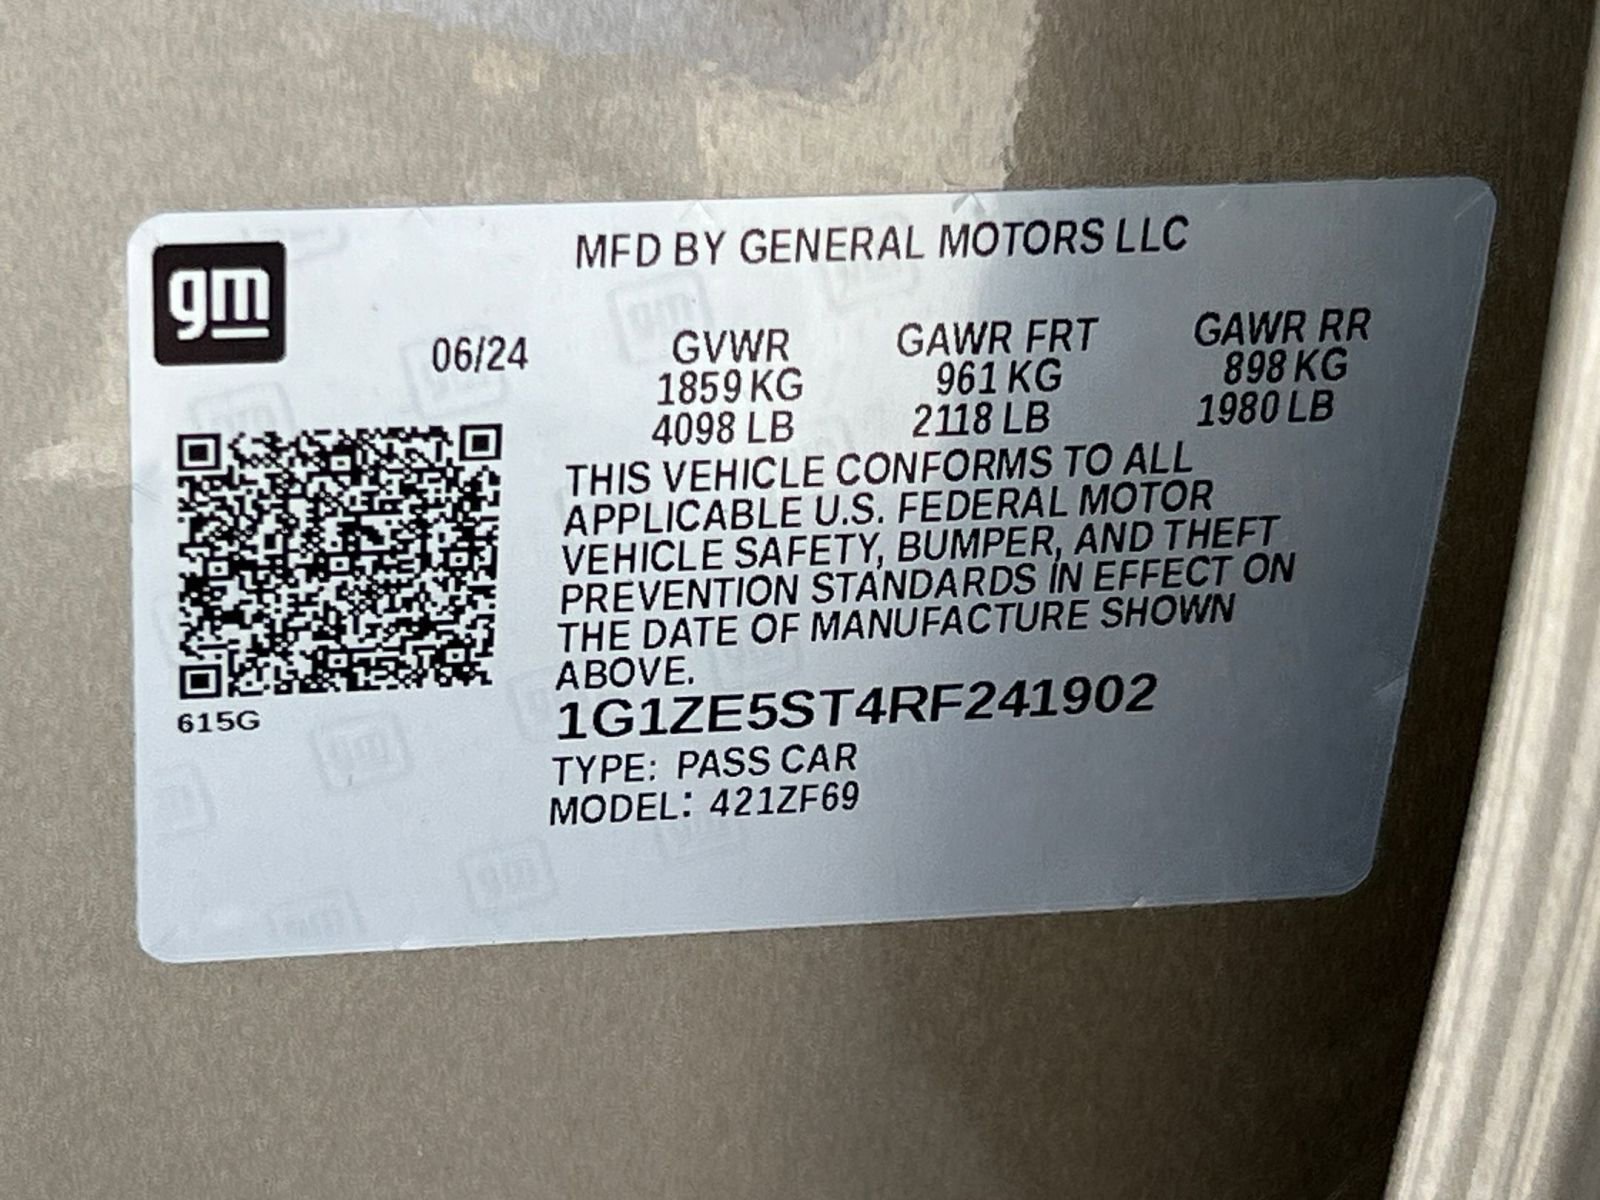 MFD BY GENERAL MOTORS LLC
gm
06/24
GVWR GAWR FRT GAWR RR
1859 KG 961 KG 898 KG
4098 LB 2118 LB 1980 LB
THIS VEHICLE CONFORMS TO ALL
APPLICABLE U.S. FEDERAL MOTOR
VEHICLE SAFETY, BUMPER, AND THEFT
PREVENTION STANDARDS IN EFFECT ON
THE DATE OF MANUFACTURE SHOWN
ABOVE.
615G
1G1ZE5ST4RF241902
TYPE: PASS CAR
MODEL: 421ZF69